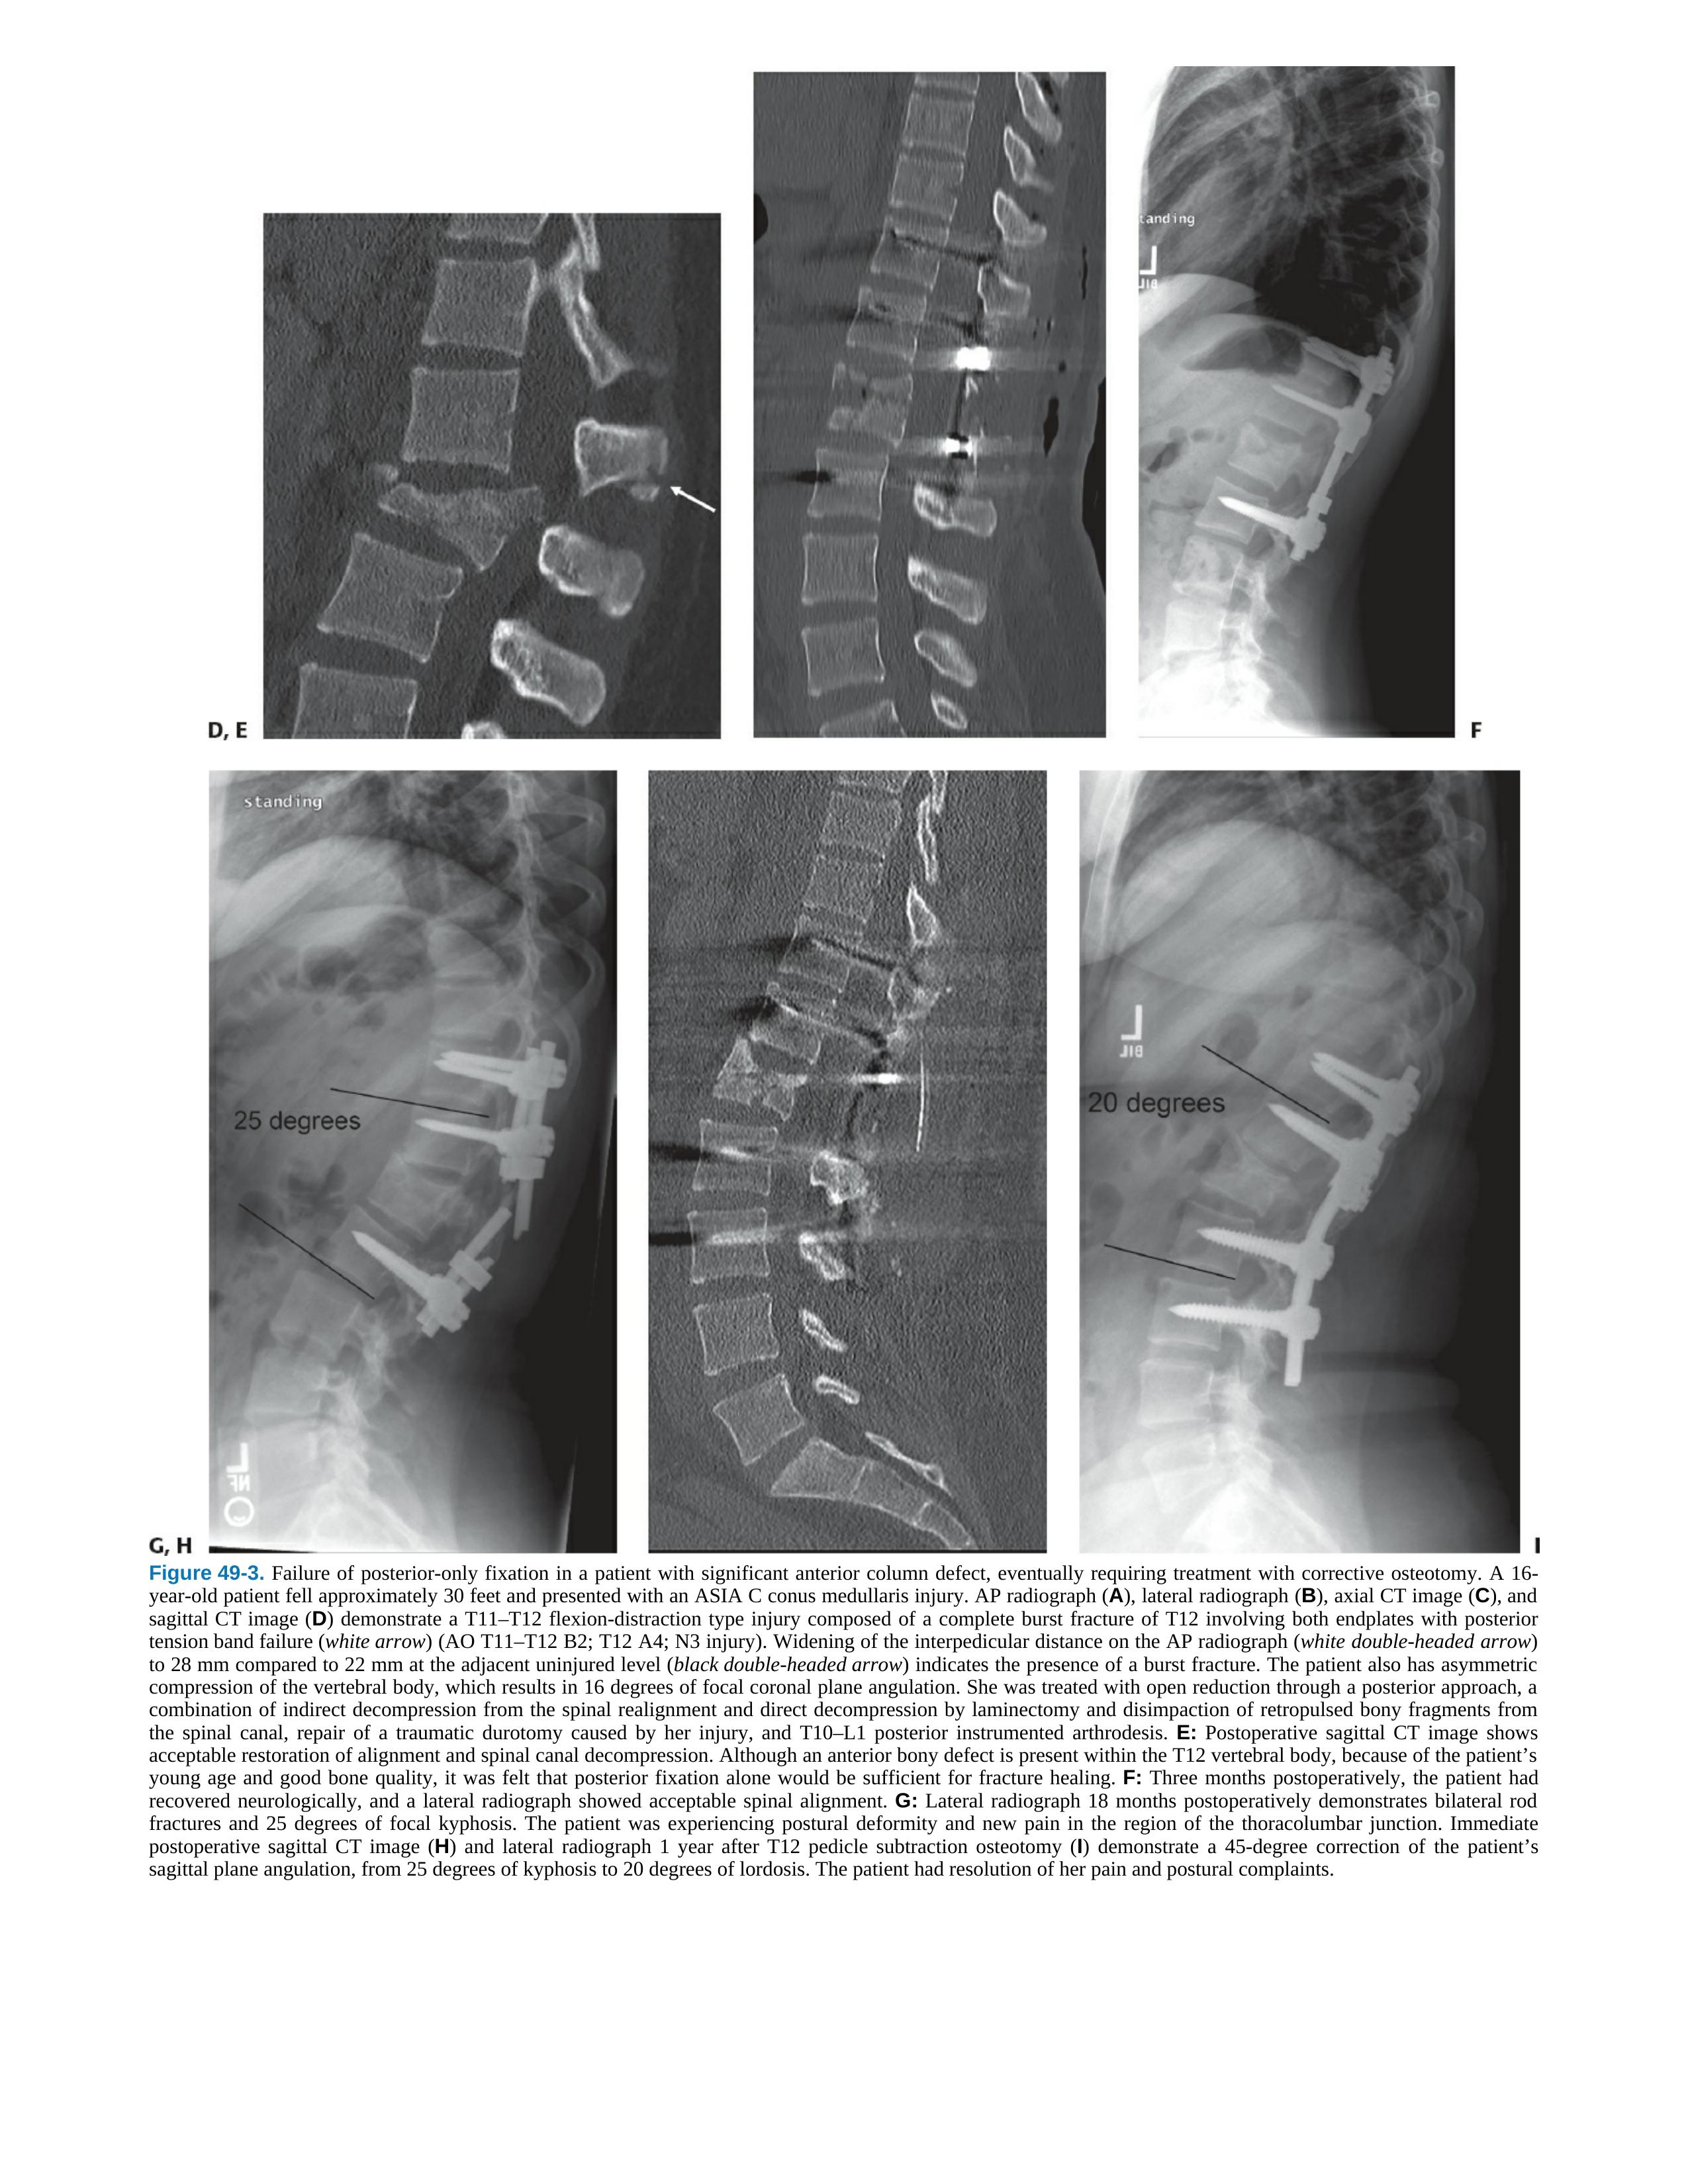 tanding
L
BIL
D, E
F
standing
25 degrees
L
NF
L
BIL
20 degrees
G, H
I
Figure 49-3. Failure of posterior-only fixation in a patient with significant anterior column defect, eventually requiring treatment with corrective osteotomy. A 16-
year-old patient fell approximately 30 feet and presented with an ASIA C conus medullaris injury. AP radiograph (A), lateral radiograph (B), axial CT image (C), and
sagittal CT image (D) demonstrate a T11–T12 flexion-distraction type injury composed of a complete burst fracture of T12 involving both endplates with posterior
tension band failure (white arrow) (AO T11–T12 B2; T12 A4; N3 injury). Widening of the interpedicular distance on the AP radiograph (white double-headed arrow)
to 28 mm compared to 22 mm at the adjacent uninjured level (black double-headed arrow) indicates the presence of a burst fracture. The patient also has asymmetric
compression of the vertebral body, which results in 16 degrees of focal coronal plane angulation. She was treated with open reduction through a posterior approach, a
combination of indirect decompression from the spinal realignment and direct decompression by laminectomy and disimpaction of retropulsed bony fragments from
the spinal canal, repair of a traumatic durotomy caused by her injury, and T10–L1 posterior instrumented arthrodesis. E: Postoperative sagittal CT image shows
acceptable restoration of alignment and spinal canal decompression. Although an anterior bony defect is present within the T12 vertebral body, because of the patient’s
young age and good bone quality, it was felt that posterior fixation alone would be sufficient for fracture healing. F: Three months postoperatively, the patient had
recovered neurologically, and a lateral radiograph showed acceptable spinal alignment. G: Lateral radiograph 18 months postoperatively demonstrates bilateral rod
fractures and 25 degrees of focal kyphosis. The patient was experiencing postural deformity and new pain in the region of the thoracolumbar junction. Immediate
postoperative sagittal CT image (H) and lateral radiograph 1 year after T12 pedicle subtraction osteotomy (I) demonstrate a 45-degree correction of the patient’s
sagittal plane angulation, from 25 degrees of kyphosis to 20 degrees of lordosis. The patient had resolution of her pain and postural complaints.